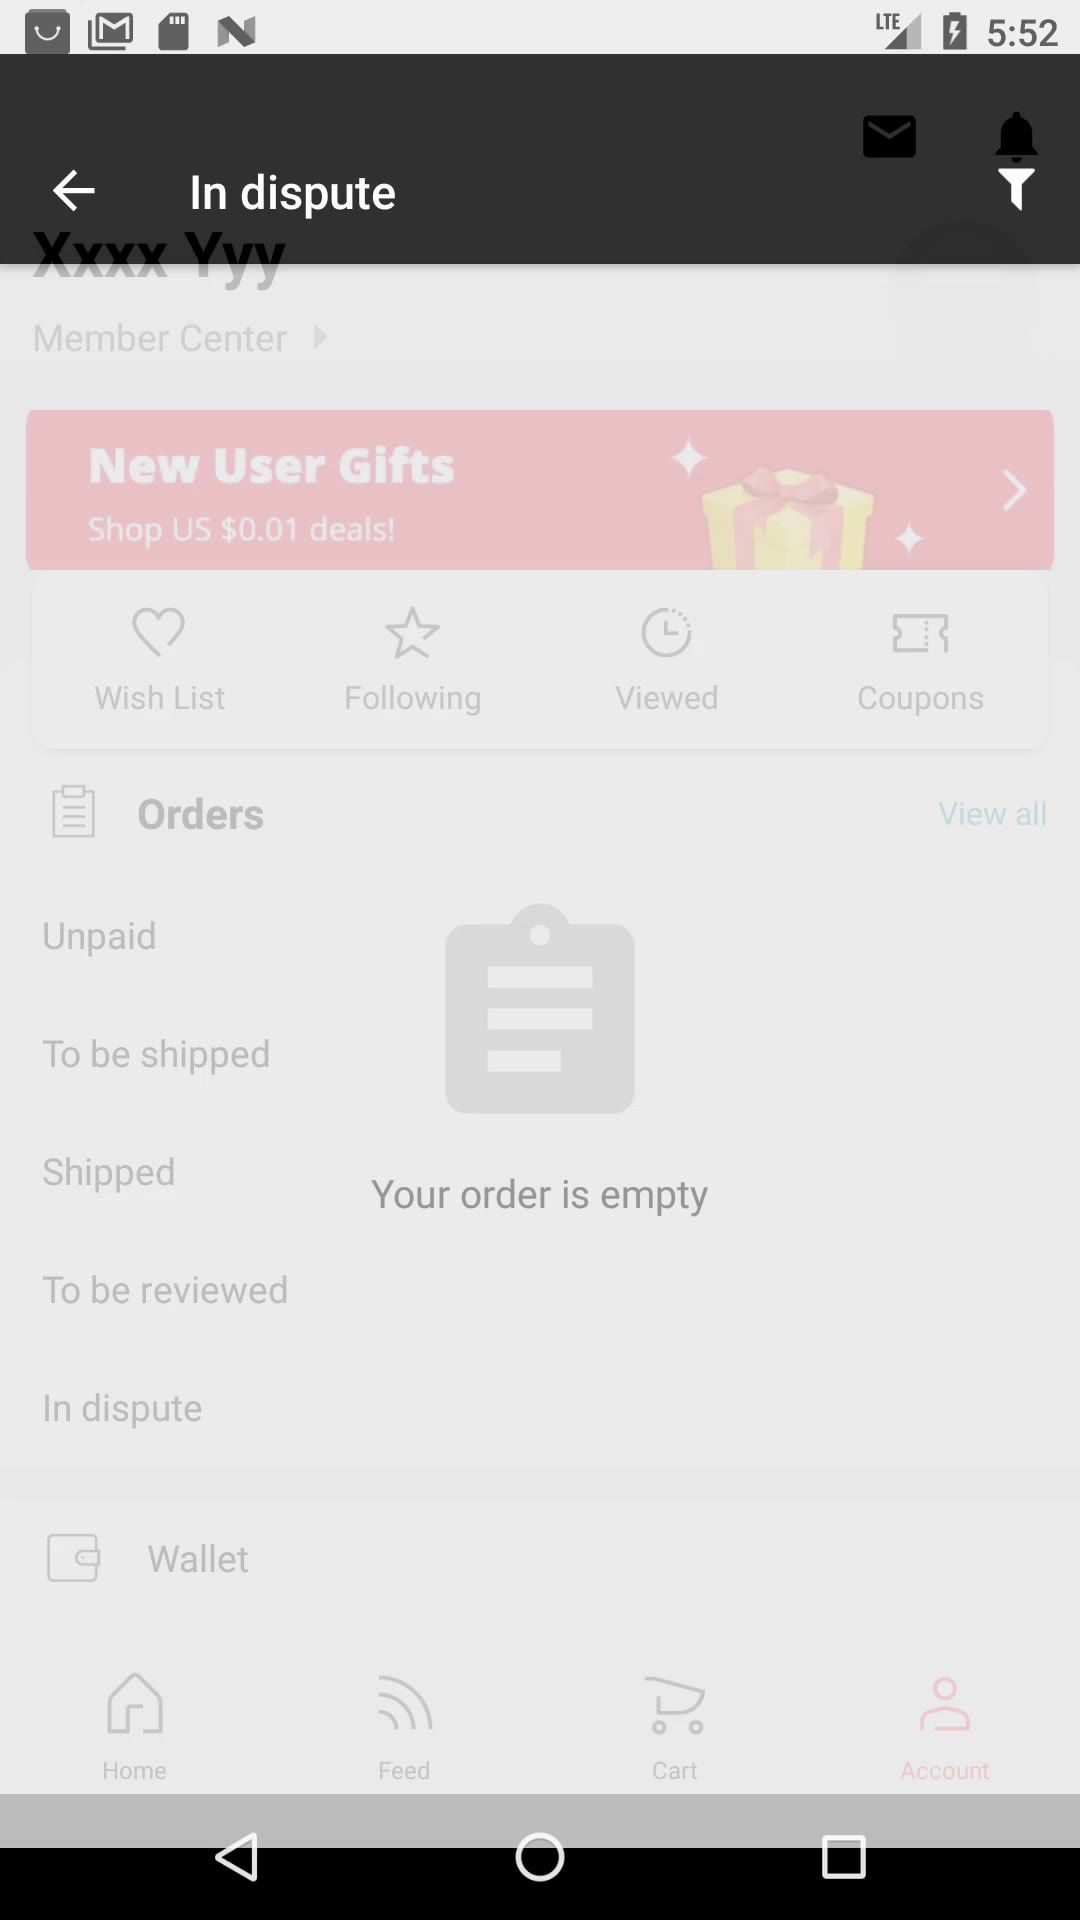 LTE 5:52
In dispute
Xxxx Yyy
Member Center
New User Gifts
Shop US $0.01 deals!
Wish List Following Viewed Coupons
Orders View all
Unpaid
To be shipped
Shipped
Your order is empty
To be reviewed
In dispute
Wallet
Home Feed Cart Account